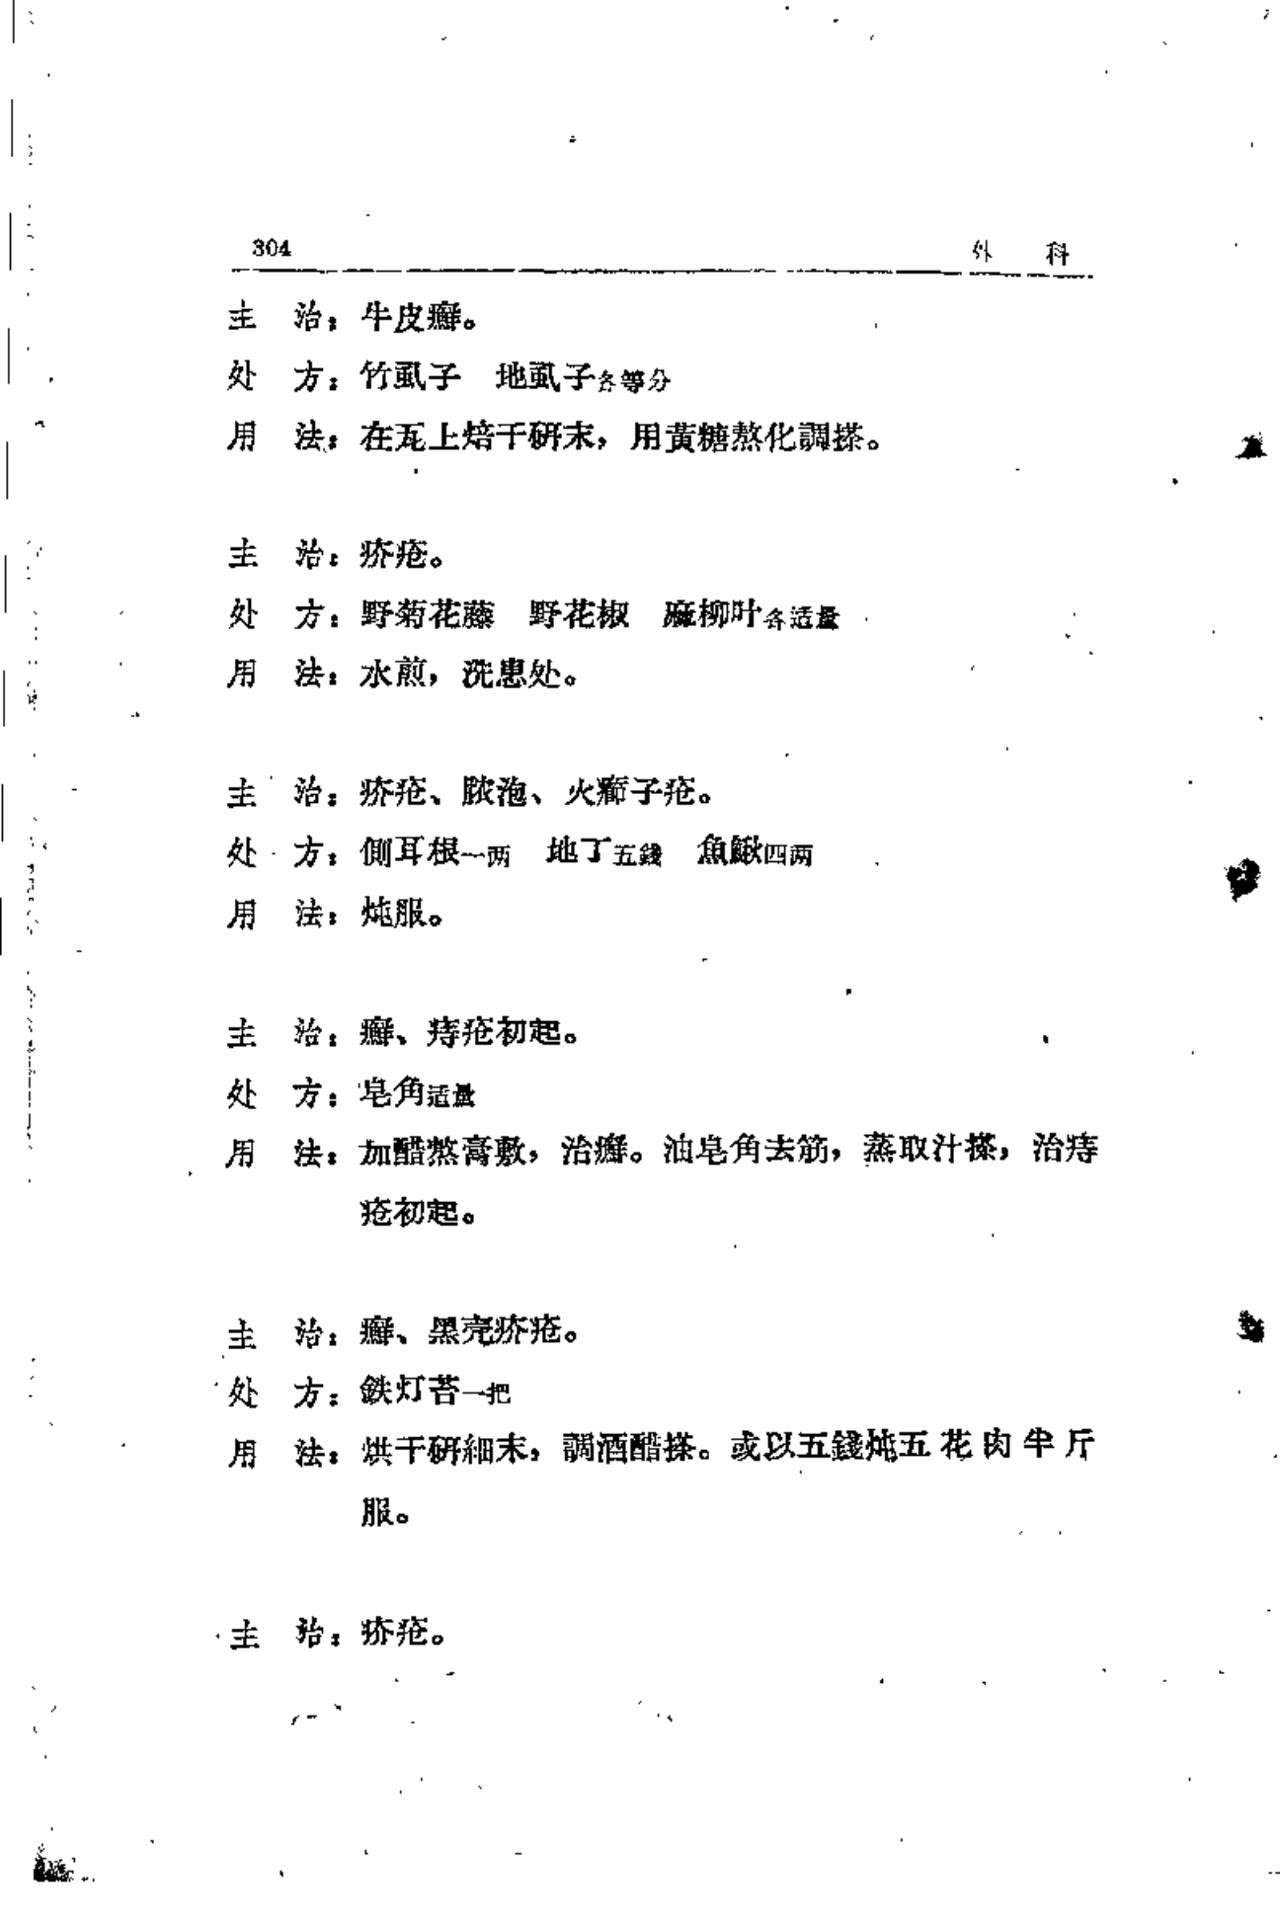 304 外　科
主　治：牛皮癬。
处　方：竹虱子　地虱子各等分
用　法：在瓦上焙干研末，用黃糖熬化調搽。
主　治：疥疮。
处　方：野菊花藤　野花椒　麻柳叶各适量
用　法：水煎，洗患处。
主　治：疥疮、脓泡、火癤子疮。
处　方：側耳根一两　地丁五錢　魚鰍四两
用　法：炖服。
主　治：癬、痔疮初起。
处　方：皂角适量
用　法：加醋熬膏敷，治癬。油皂角去筋，蒸取汁搽，治痔
疮初起。
主　治：癬、黑壳疥疮。
处　方：鉄灯苔一把
用　法：烘干研細末，調酒醋搽。或以五錢炖五花肉半斤
服。
主　治：疥疮。